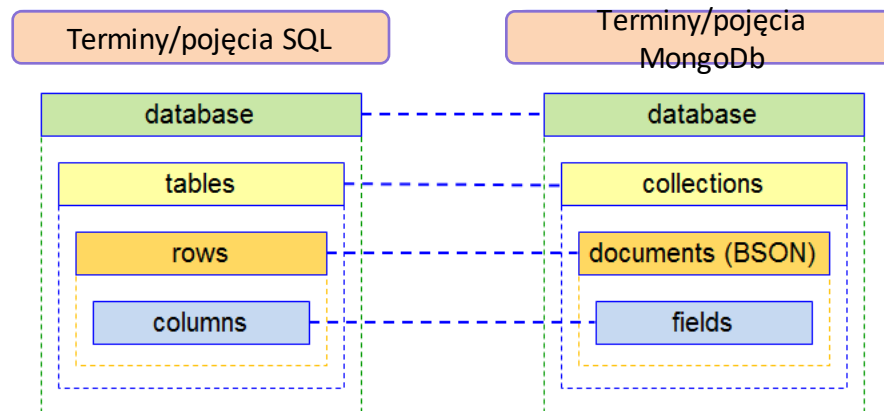 Terminy/pojęcia SQL
Terminy/pojęcia
MongoDb
database
database
tables
collections
rows
documents (BSON)
columns
fields